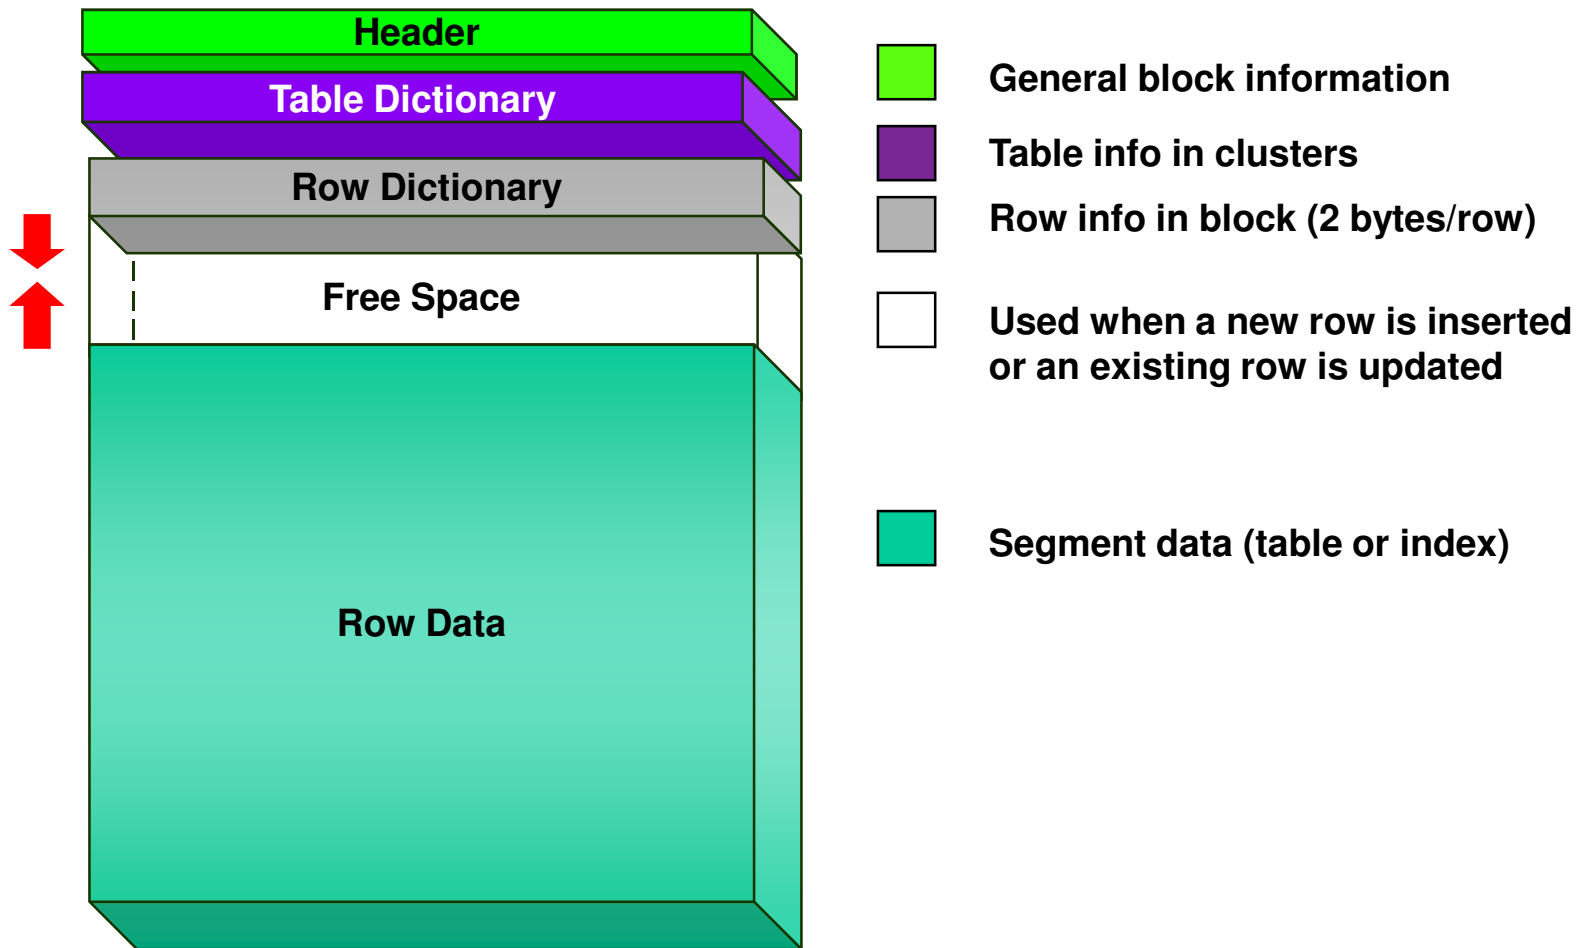 Header
Table Dictionary
Row Dictionary
Free Space
Row Data
General block information
Table info in clusters
Row info in block (2 bytes/row)
Used when a new row is inserted
or an existing row is updated
Segment data (table or index)